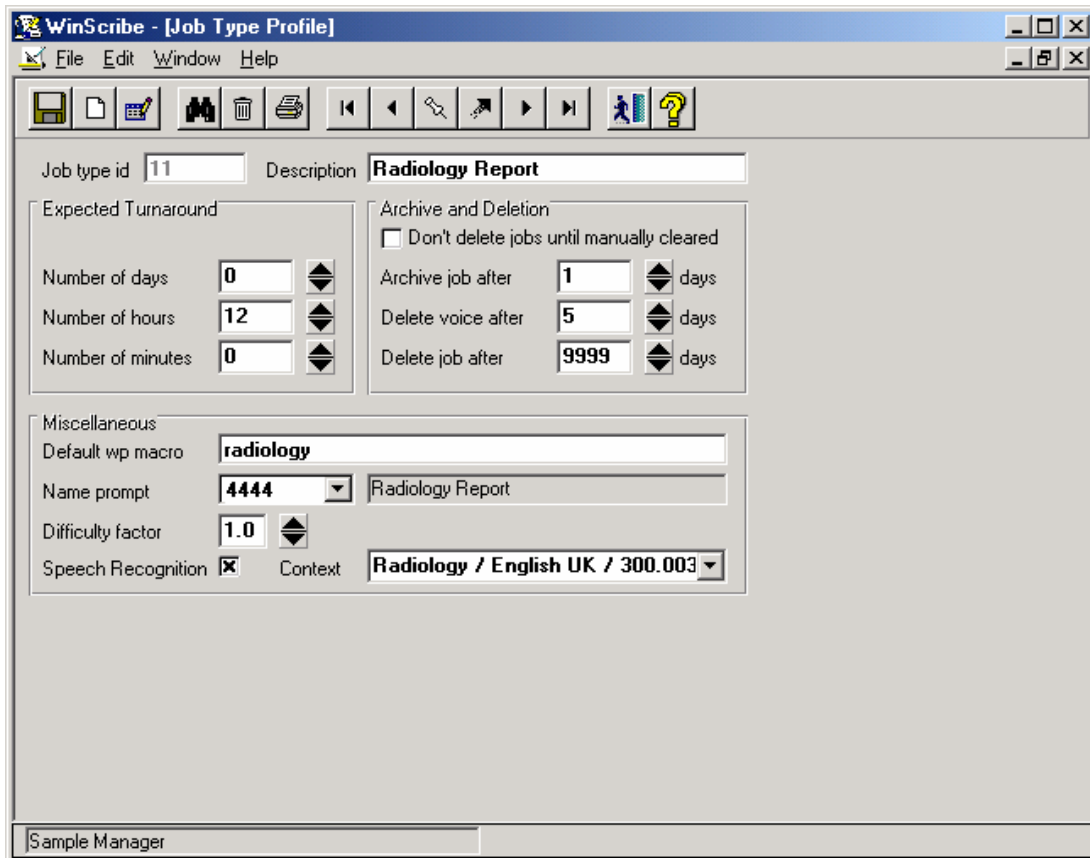 WinScribe - [Job Type Profile]
File Edit Window Help
Job type id 11 Description Radiology Report
Expected Turnaround
Number of days 0
Number of hours 12
Number of minutes 0
Archive and Deletion
Don't delete jobs until manually cleared
Archive job after 1 days
Delete voice after 5 days
Delete job after 9999 days
Miscellaneous
Default wp macro radiology
Name prompt 4444 Radiology Report
Difficulty factor 1.0
Speech Recognition Context Radiology / English UK / 300.003
Sample Manager